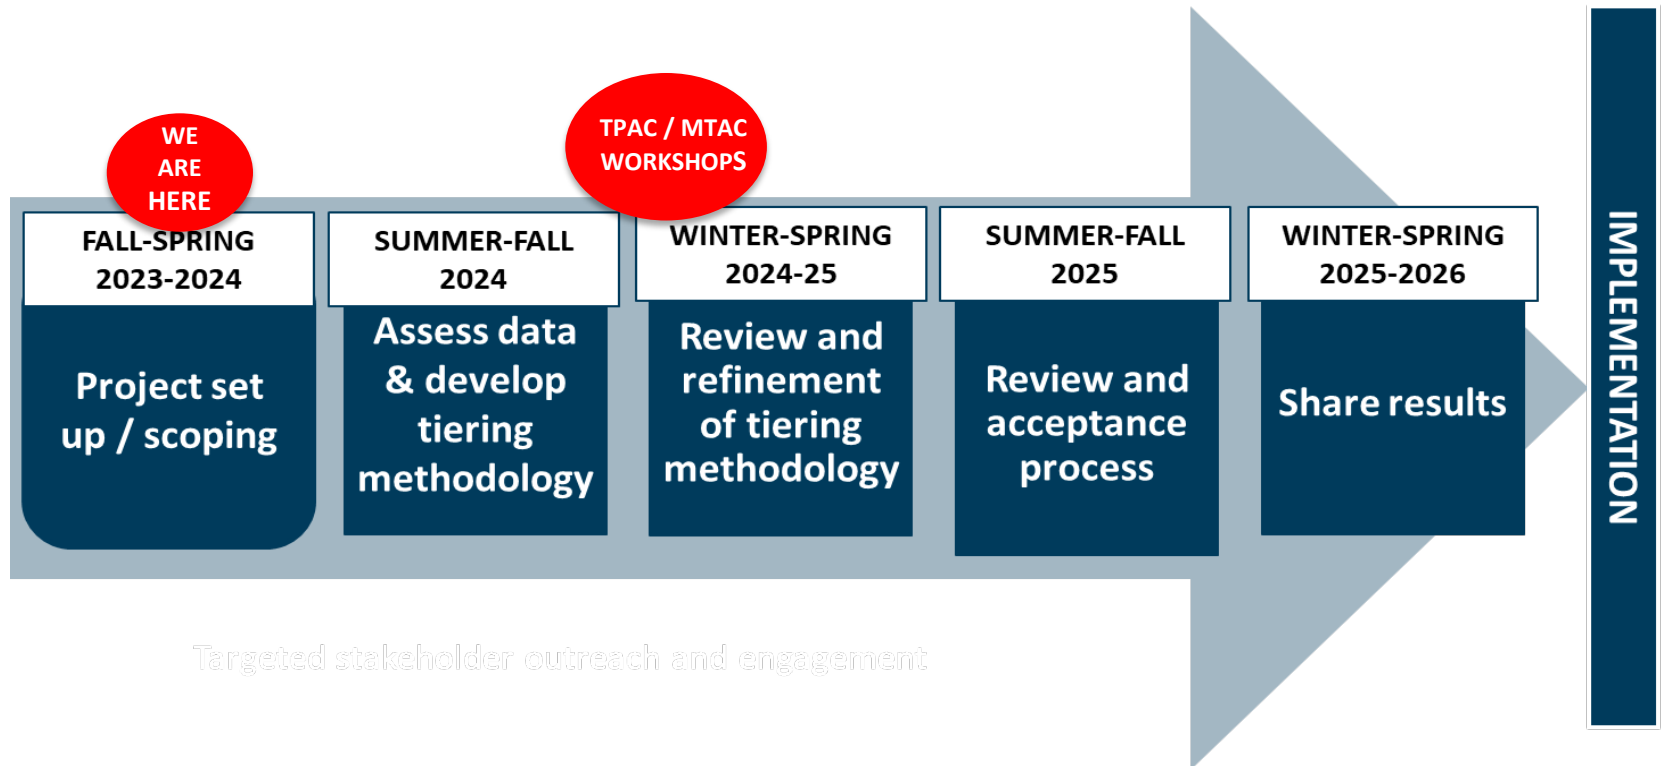 WE
ARE
HERE
TPAC / MTAC
WORKSHOPS
FALL-SPRING
2023-2024
Project set
up / scoping
SUMMER-FALL
2024
Assess data
& develop
tiering
methodology
WINTER-SPRING
2024-25
Review and
refinement
of tiering
methodology
SUMMER-FALL
2025
Review and
acceptance
process
WINTER-SPRING
2025-2026
Share results
IMPLEMENTATION
Targeted stakeholder outreach and engagement